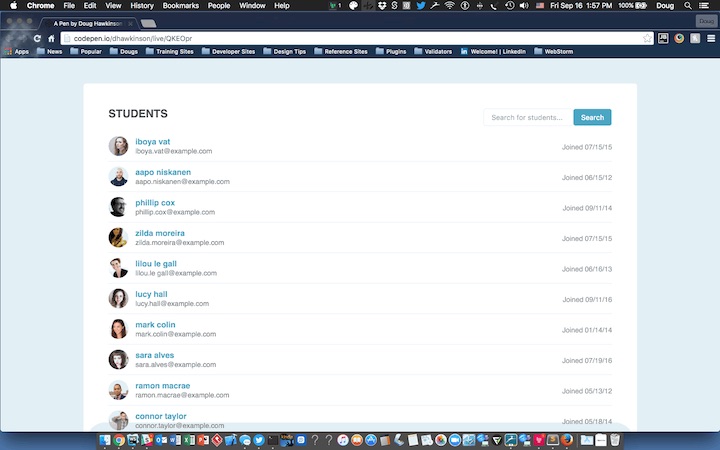 Chrome File Edit View History Bookmarks People Window Help 1 100% Fri Sep 16 1:57 PM Doug
A Pen by Doug Hawkinson
Doug
codepen.io/dhawkinson/live/QKEOpr
Apps News Popular Dougs Training Sites Developer Sites Design Tips Reference Sites Plugins Validators Welcome! | LinkedIn WebStorm
STUDENTS
Search for students... Search
iboya vat
iboya.vat@example.com
Joined 07/15/15
aapo niskanen
aapo.niskanen@example.com
Joined 06/15/12
phillip cox
phillip.cox@example.com
Joined 09/11/14
zilda moreira
zilda.moreira@example.com
Joined 07/15/15
lilou le gall
lilou.le gall@example.com
Joined 06/16/13
lucy hall
lucy.hall@example.com
Joined 09/11/16
mark colin
mark.colin@example.com
Joined 01/14/14
sara alves
sara.alves@example.com
Joined 07/19/16
ramon macrae
ramon.macrae@example.com
Joined 05/13/12
connor taylor
connor.taylor@example.com
Joined 05/18/14